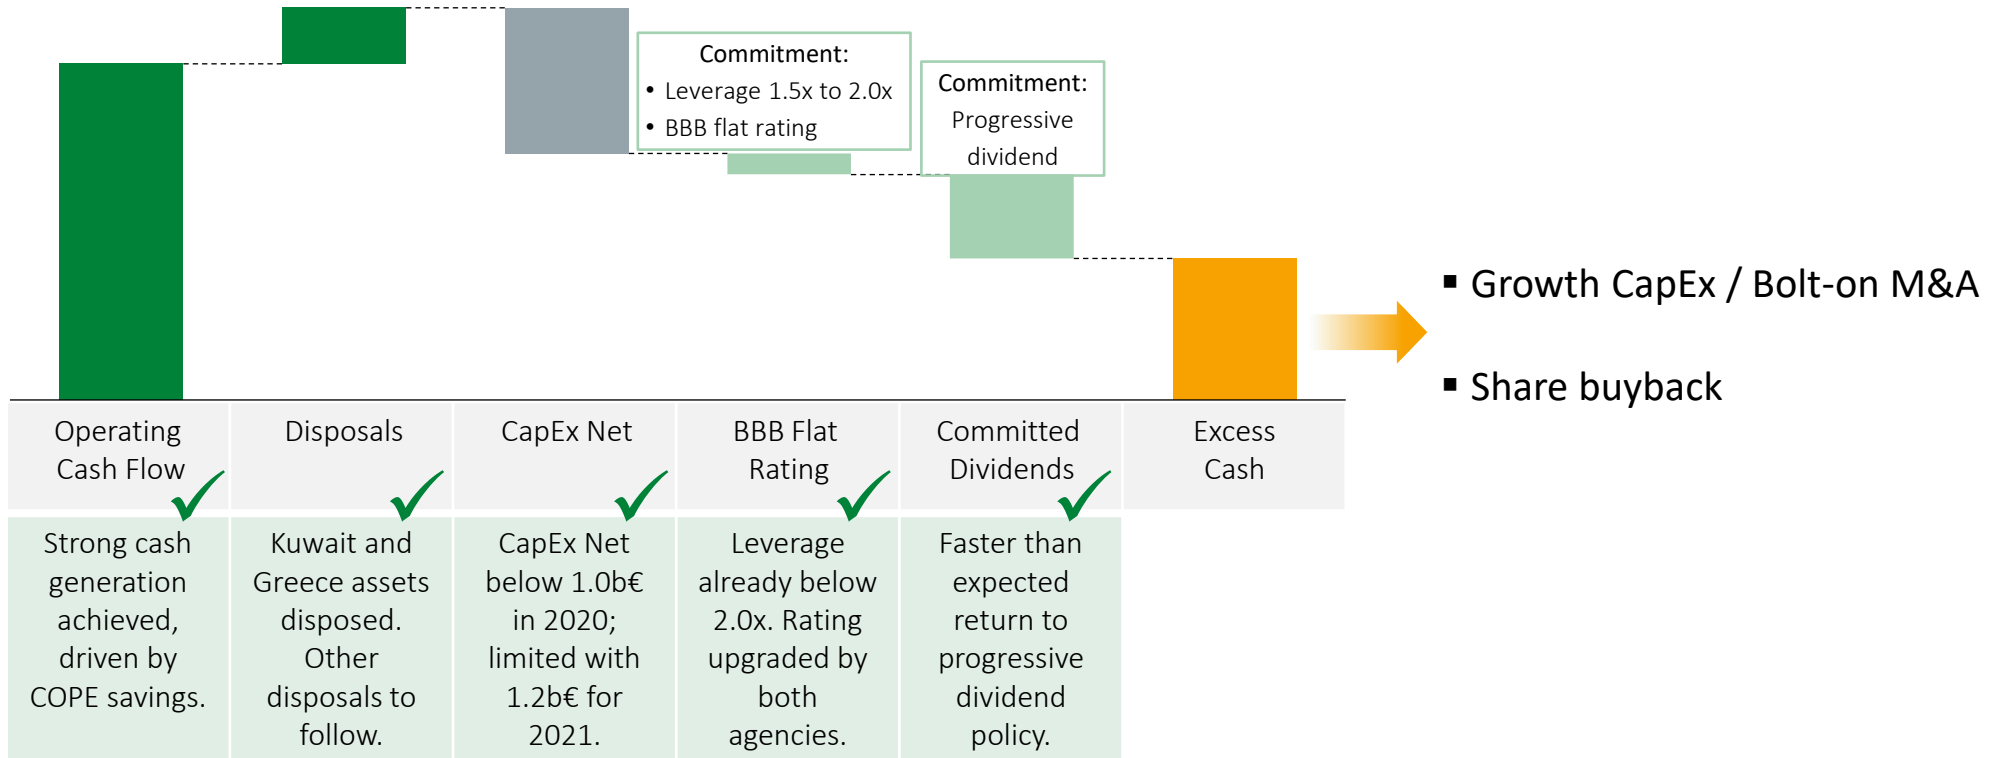 Commitment:
• Leverage 1.5x to 2.0x
• BBB flat rating
Commitment:
Progressive
dividend
▪ Growth CapEx / Bolt-on M&A
▪ Share buyback
Operating
Cash Flow
Disposals
CapEx Net
BBB Flat
Rating
Committed
Dividends
Excess
Cash
Strong cash
generation
achieved,
driven by
COPE savings.
Kuwait and
Greece assets
disposed.
Other
disposals to
follow.
CapEx Net
below 1.0b€
in 2020;
limited with
1.2b€ for
2021.
Leverage
already below
2.0x. Rating
upgraded by
both
agencies.
Faster than
expected
return to
progressive
dividend
policy.